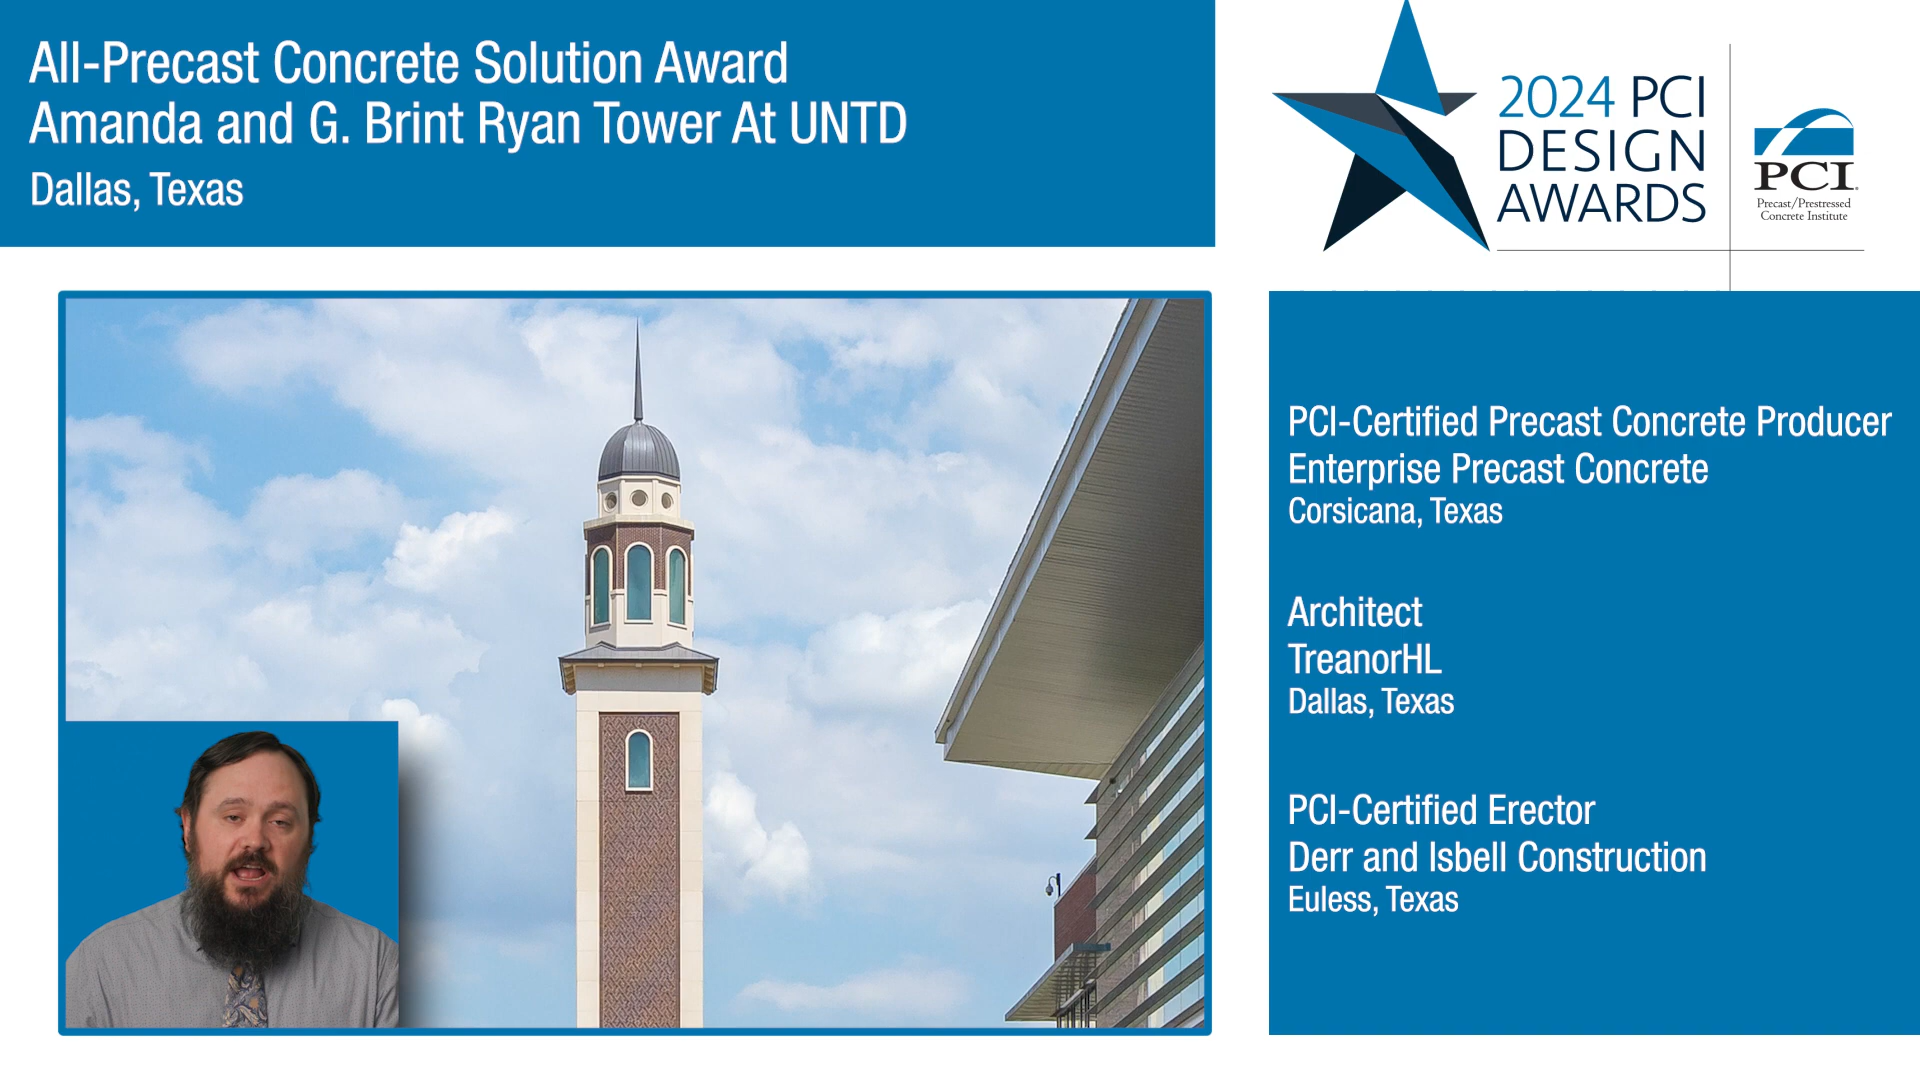 All-Precast Concrete Solution Award
Amanda and G. Brint Ryan Tower At UNTD
Dallas, Texas
2024 PCI
DESIGN
AWARDS
PCI
Precast/Prestressed
Concrete Institute
PCI-Certified Precast Concrete Producer
Enterprise Precast Concrete
Corsicana, Texas
Architect
TreanorHL
Dallas, Texas
PCI-Certified Erector
Derr and Isbell Construction
Euless, Texas